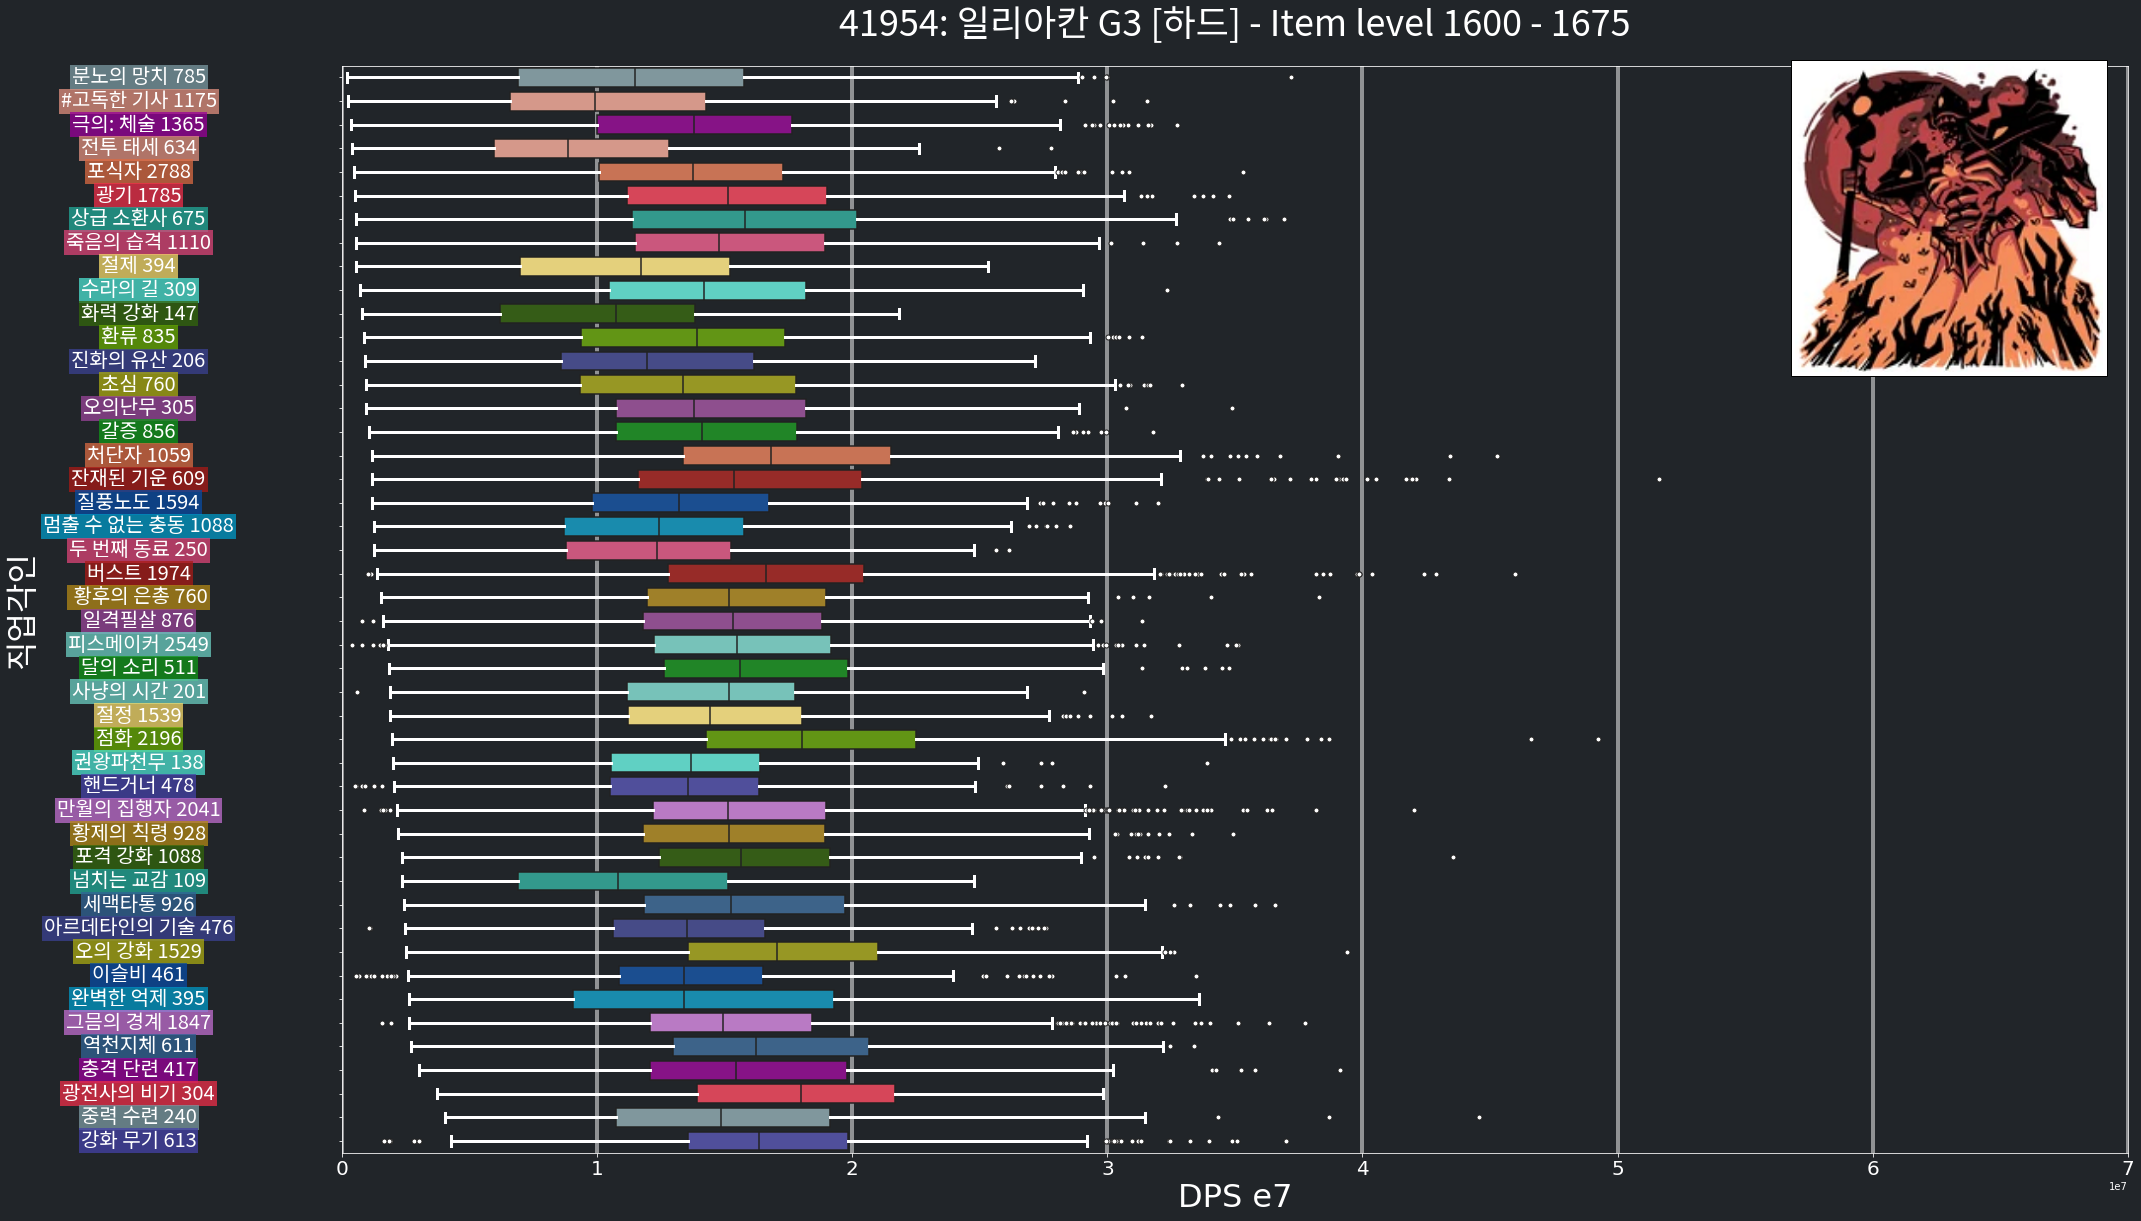 41954: 일리아칸 G3 [하드] - Item level 1600 - 1675
직업각인
분노의 망치 785
#고독한 기사 1175
극의: 체술 1365
전투 태세 634
포식자 2788
광기 1785
상급 소환사 675
죽음의 습격 1110
절제 394
수라의 길 309
화력 강화 147
환류 835
진화의 유산 206
초심 760
오의난무 305
갈증 856
처단자 1059
잔재된 기운 609
질풍노도 1594
멈출 수 없는 충동 1088
두 번째 동료 250
버스트 1974
황후의 은총 760
일격필살 876
피스메이커 2549
달의 소리 511
사냥의 시간 201
절정 1539
점화 2196
권왕파천무 138
핸드거너 478
만월의 집행자 2041
황제의 칙령 928
포격 강화 1088
넘치는 교감 109
세맥타통 926
아르데타인의 기술 476
오의 강화 1529
이슬비 461
완벽한 억제 395
그믐의 경계 1847
역천지체 611
충격 단련 417
광전사의 비기 304
중력 수련 240
강화 무기 613
0 1 2 3 4 5 6 7
1e7
DPS e7